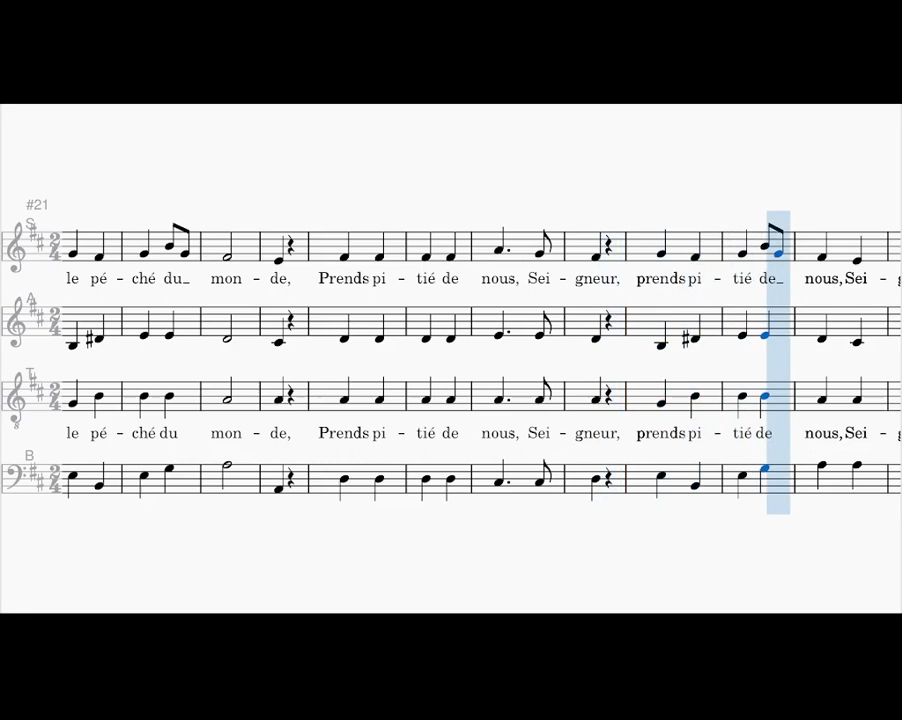 #21
S
le pé - ché du_ mon - de, Prends pi - tié de nous, Sei - gneur, prends pi - tié de_ nous, Sei -
A
T
le pé - ché du mon - de, Prends pi - tié de nous, Sei - gneur, prends pi - tié de nous, Sei -
B